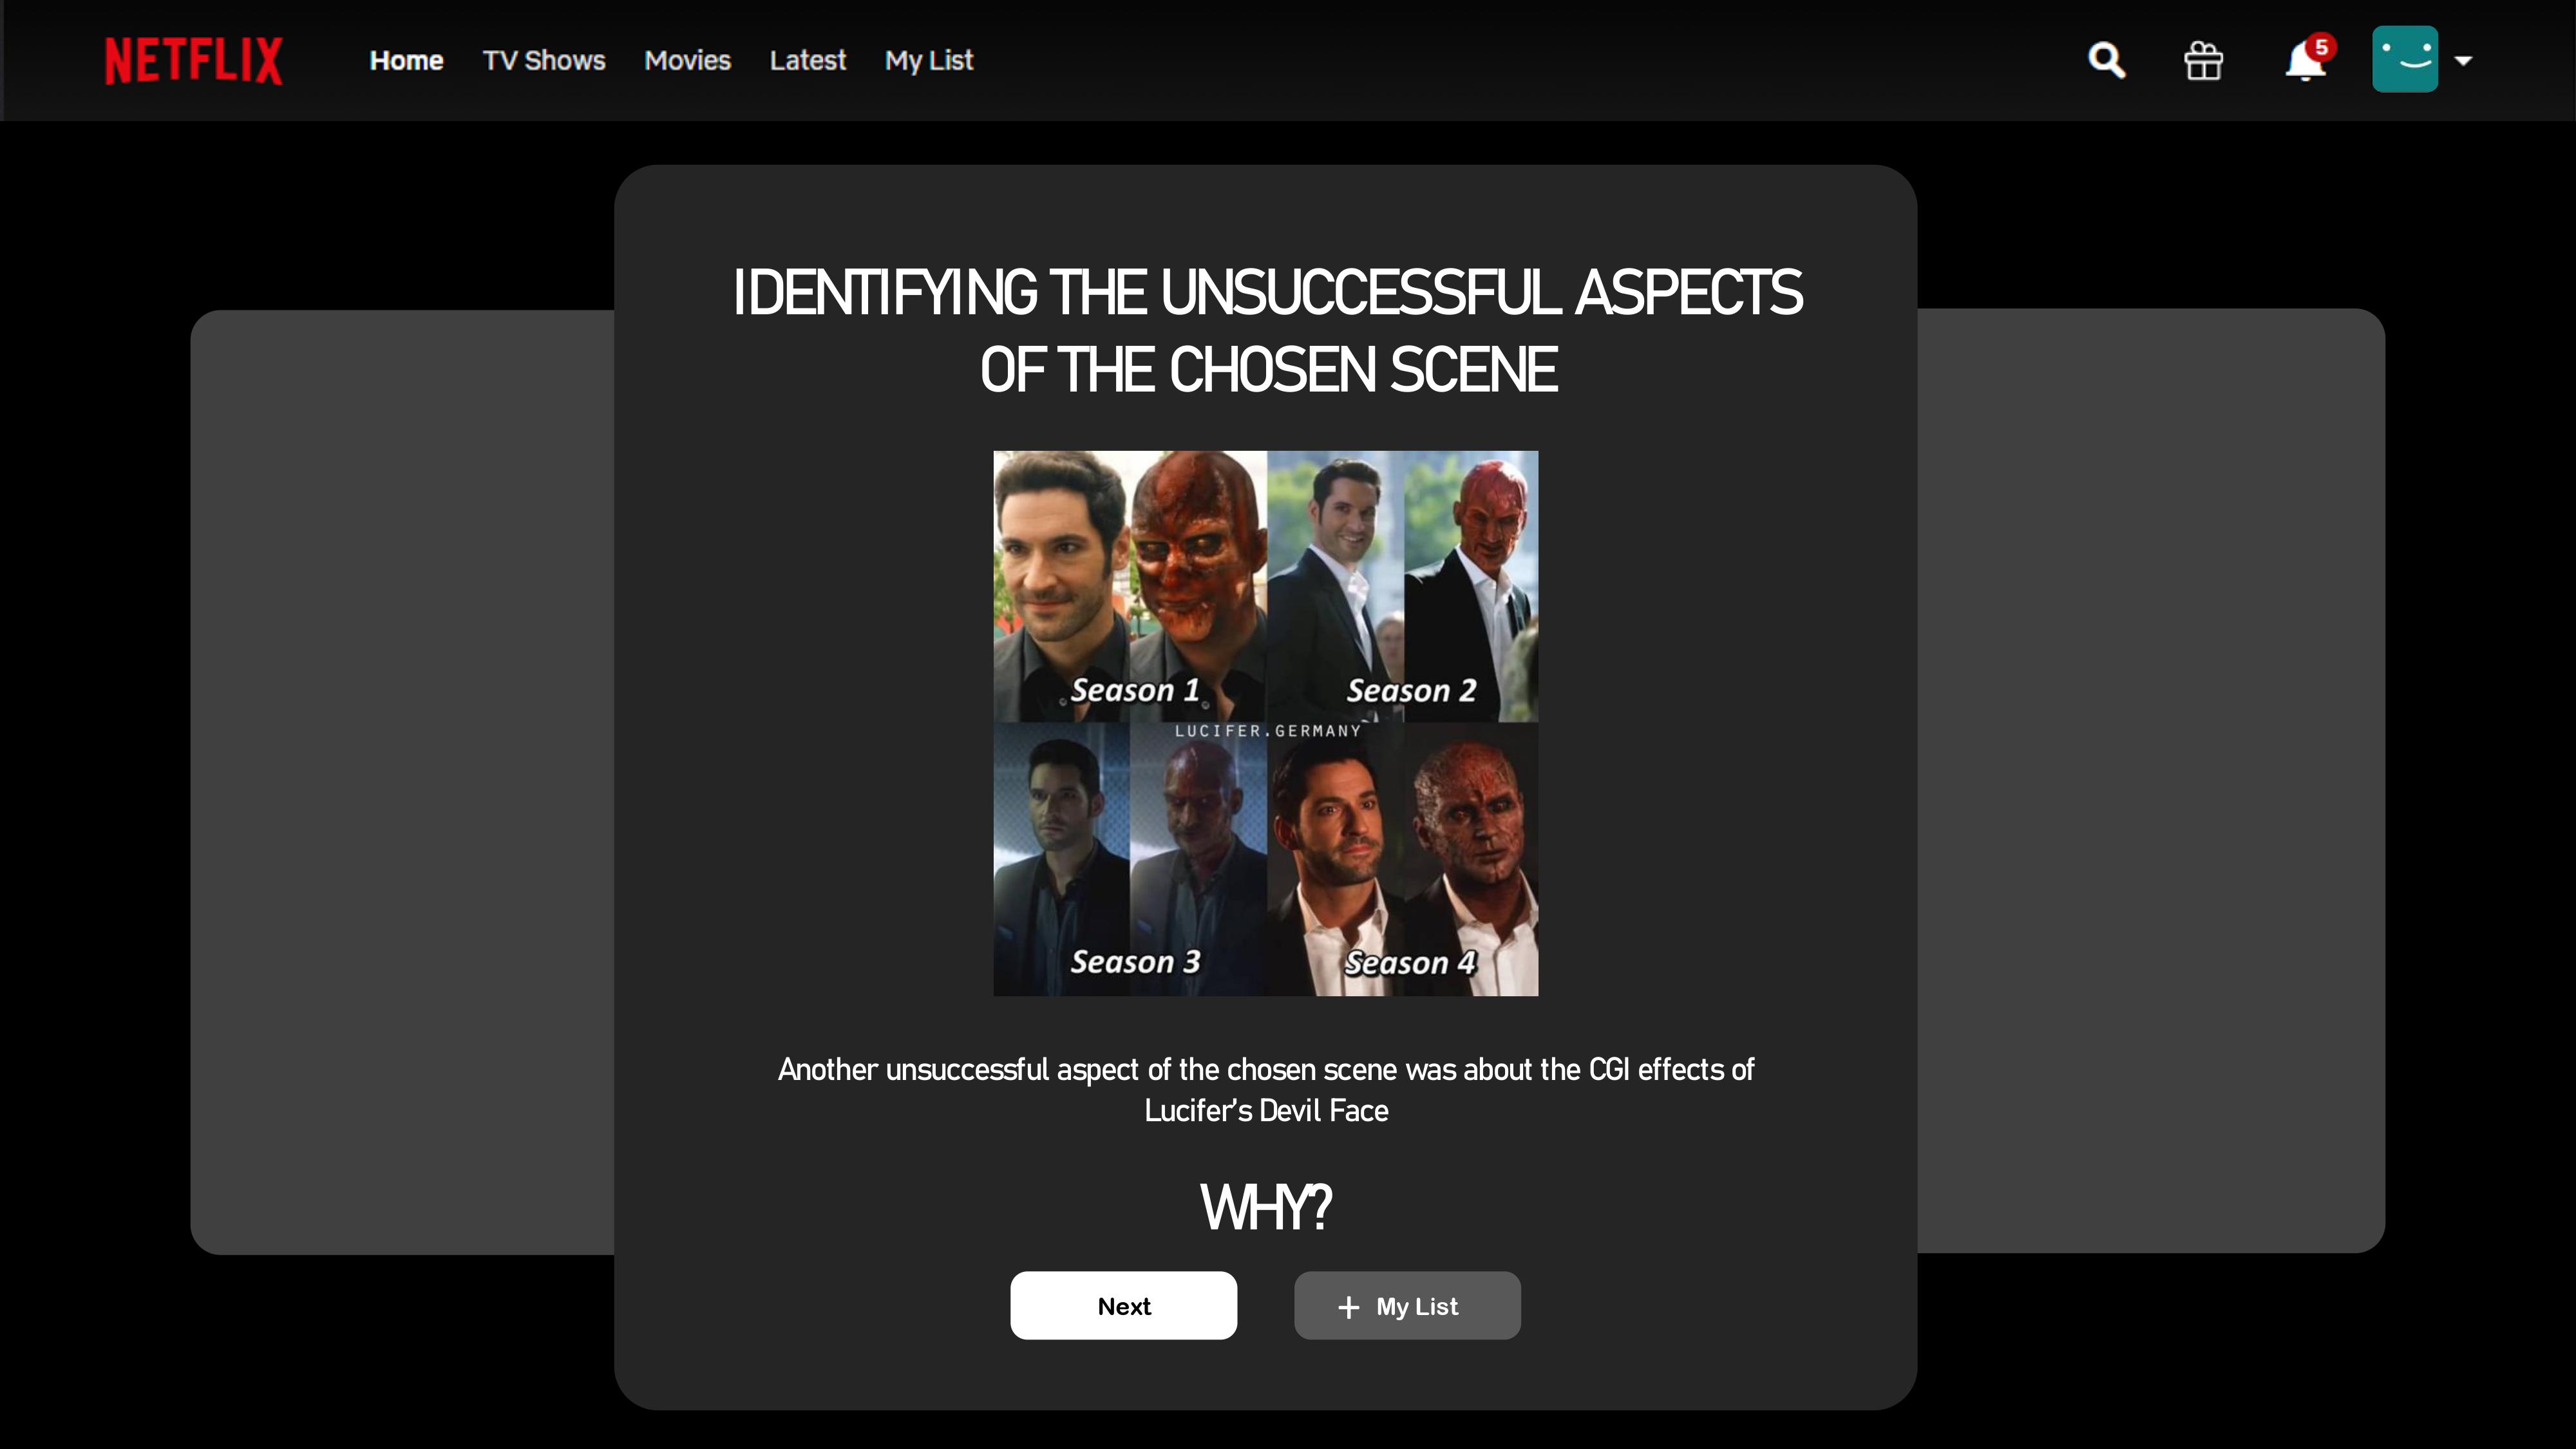 NETFLIX
Home TV Shows Movies Latest My List
5
IDENTIFYING THE UNSUCCESSFUL ASPECTS
OF THE CHOSEN SCENE
Season 1
Season 2
LUCIFER.GERMANY
Season 3
Season 4
Another unsuccessful aspect of the chosen scene was about the CGI effects of
Lucifer's Devil Face
WHY?
Next + My List